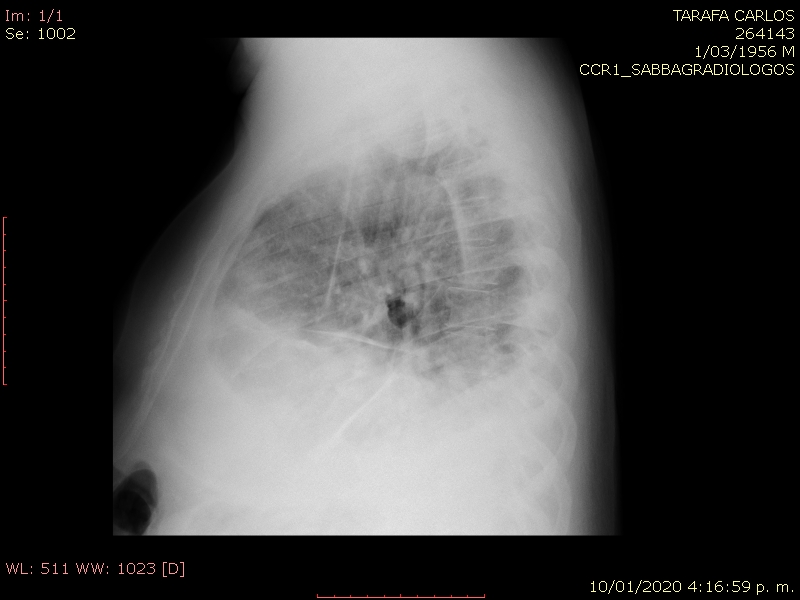 Im: 1/1
Se: 1002
TARAFA CARLOS
264143
1/03/1956 M
CCR1_SABBAGRADIOLOGOS
WL: 511 WW: 1023 [D]
10/01/2020 4:16:59 p. m.